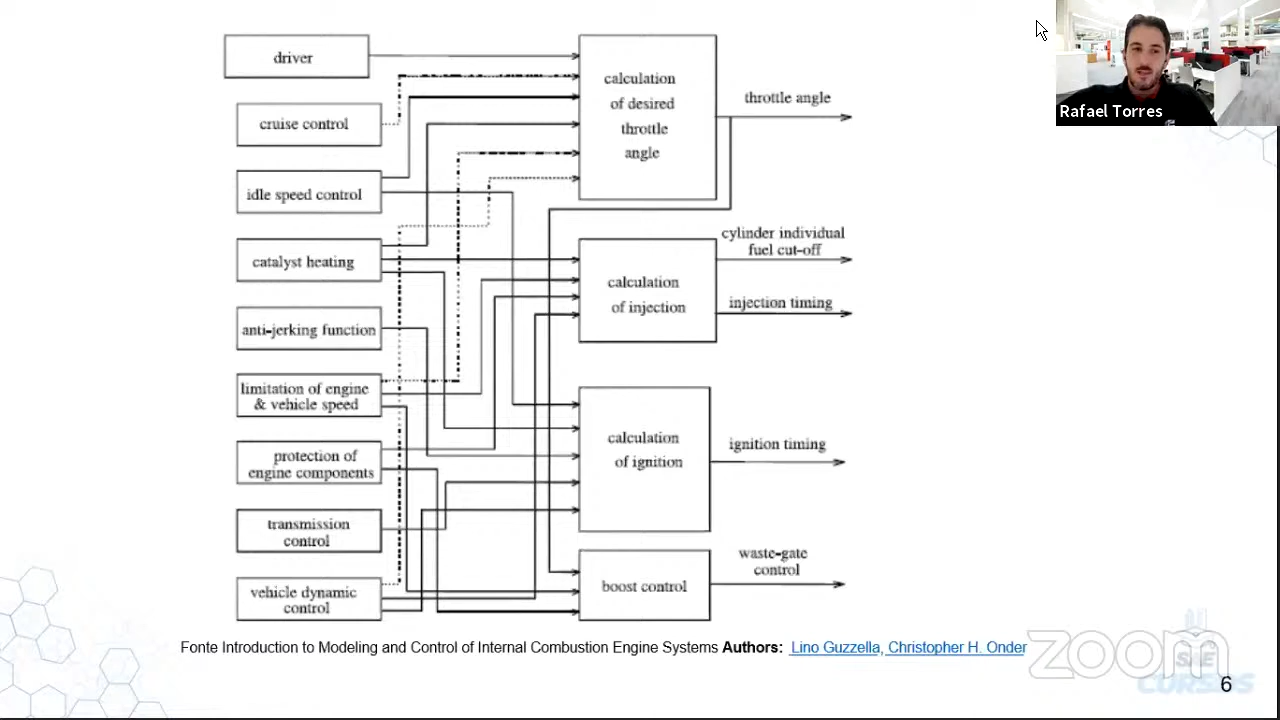 driver
cruise control
idle speed control
catalyst heating
anti-jerking function
limitation of engine
& vehicle speed
protection of
engine components
transmission
control
vehicle dynamic
control
calculation
of desired
throttle
angle
calculation
of injection
calculation
of ignition
boost control
throttle angle
cylinder individual
fuel cut-off
injection timing
ignition timing
waste-gate
control
Rafael Torres
Fonte Introduction to Modeling and Control of Internal Combustion Engine Systems Authors: Lino Guzzella, Christopher H. Onder
zoom
SAE
CURSOS
6